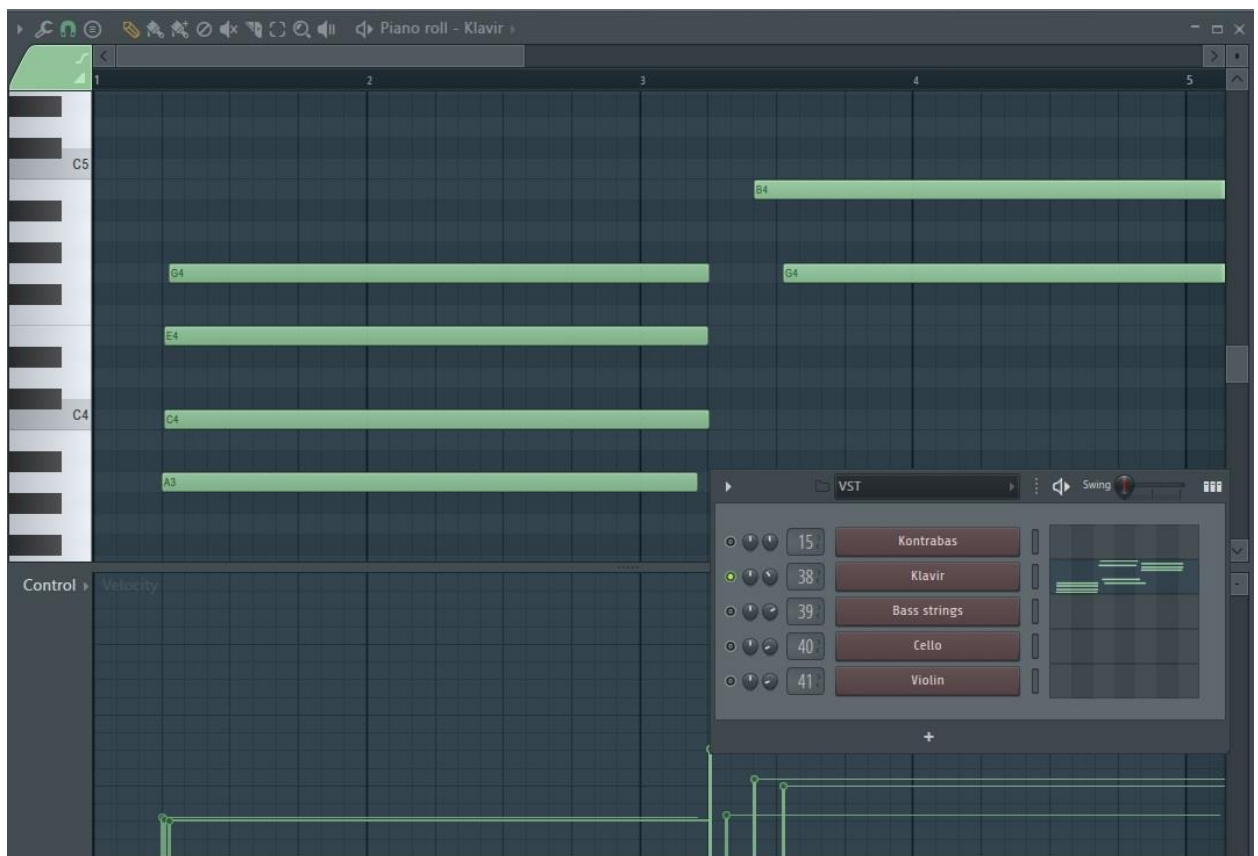 Piano roll - Klavir
1 2 3 4 5
C5
B4
G4 G4
E4
C4 C4
A3
VST Swing
15 Kontrabas
38 Klavir
39 Bass strings
40 Cello
41 Violin
+
Control Velocity